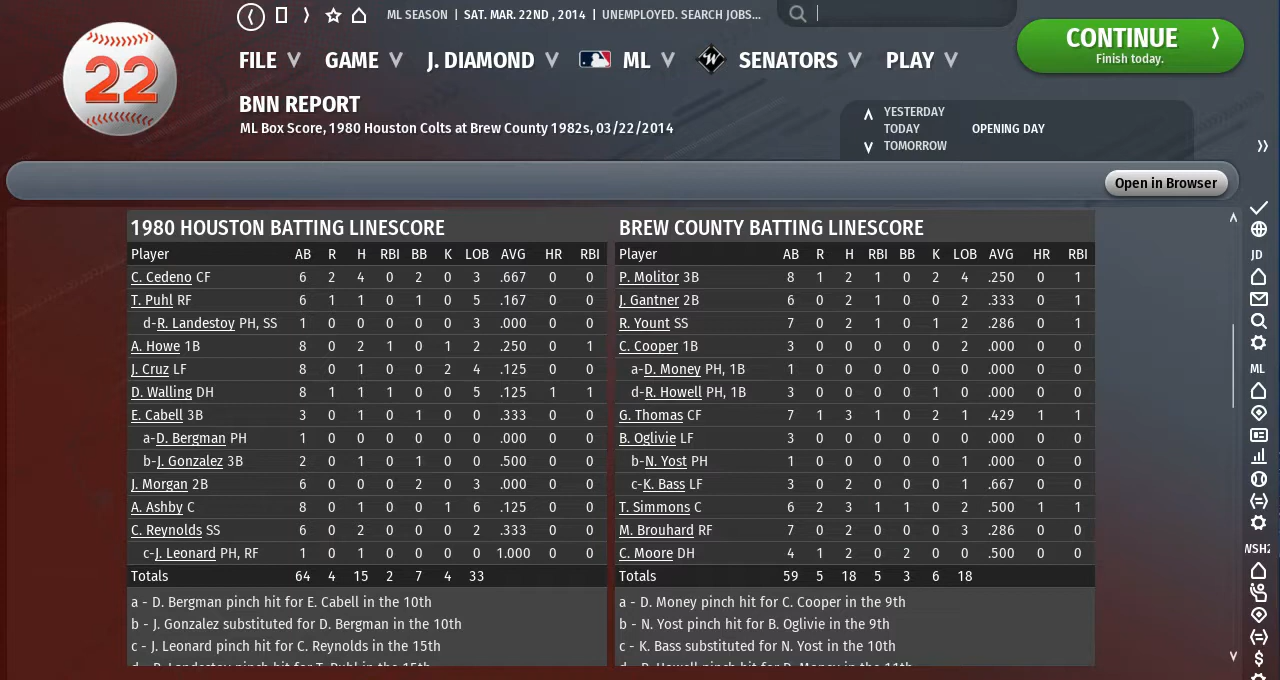 ML SEASON | SAT. MAR. 22ND , 2014 | UNEMPLOYED. SEARCH JOBS...
22
FILE GAME J. DIAMOND ML SENATORS PLAY
CONTINUE
Finish today.
BNN REPORT
ML Box Score, 1980 Houston Colts at Brew County 1982s, 03/22/2014
YESTERDAY
TODAY OPENING DAY
TOMORROW
Open in Browser
1980 HOUSTON BATTING LINESCORE
Player AB R H RBI BB K LOB AVG HR RBI
C. Cedeno CF 6 2 4 0 2 0 3 .667 0 0
T. Puhl RF 6 1 1 0 1 0 5 .167 0 0
d-R. Landestoy PH, SS 1 0 0 0 0 0 3 .000 0 0
A. Howe 1B 8 0 2 1 0 1 2 .250 0 1
J. Cruz LF 8 0 1 0 0 2 4 .125 0 0
D. Walling DH 8 1 1 1 0 0 5 .125 1 1
E. Cabell 3B 3 0 1 0 1 0 0 .333 0 0
a-D. Bergman PH 1 0 0 0 0 0 0 .000 0 0
b-J. Gonzalez 3B 2 0 1 0 1 0 0 .500 0 0
J. Morgan 2B 6 0 0 0 2 0 3 .000 0 0
A. Ashby C 8 0 1 0 0 1 6 .125 0 0
C. Reynolds SS 6 0 2 0 0 0 2 .333 0 0
c-J. Leonard PH, RF 1 0 1 0 0 0 0 1.000 0 0
Totals 64 4 15 2 7 4 33
a - D. Bergman pinch hit for E. Cabell in the 10th
b - J. Gonzalez substituted for D. Bergman in the 10th
c - J. Leonard pinch hit for C. Reynolds in the 15th
d - R. Landestoy pinch hit for T. Puhl in the 15th
BREW COUNTY BATTING LINESCORE
Player AB R H RBI BB K LOB AVG HR RBI
P. Molitor 3B 8 1 2 1 0 2 4 .250 0 1
J. Gantner 2B 6 0 2 1 0 0 2 .333 0 1
R. Yount SS 7 0 2 1 0 1 2 .286 0 1
C. Cooper 1B 3 0 0 0 0 0 2 .000 0 0
a-D. Money PH, 1B 1 0 0 0 0 0 0 .000 0 0
d-R. Howell PH, 1B 3 0 0 0 0 1 0 .000 0 0
G. Thomas CF 7 1 3 1 0 2 1 .429 1 1
B. Oglivie LF 3 0 0 0 0 0 0 .000 0 0
b-N. Yost PH 1 0 0 0 0 0 1 .000 0 0
c-K. Bass LF 3 0 2 0 0 0 1 .667 0 0
T. Simmons C 6 2 3 1 1 0 2 .500 1 1
M. Brouhard RF 7 0 2 0 0 0 3 .286 0 0
C. Moore DH 4 1 2 0 2 0 0 .500 0 0
Totals 59 5 18 5 3 6 18
a - D. Money pinch hit for C. Cooper in the 9th
b - N. Yost pinch hit for B. Oglivie in the 9th
c - K. Bass substituted for N. Yost in the 10th
d - R. Howell pinch hit for D. Money in the 11th
JD
ML
WSH2